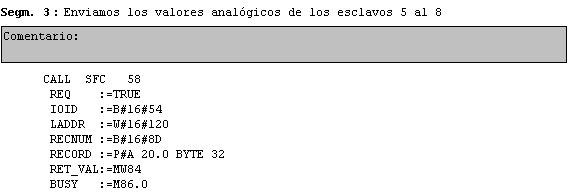 Segm. 3 : Enviamos los valores analógicos de los esclavos 5 al 8
Comentario:
CALL SFC 58
REQ :=TRUE
IOID :=B#16#54
LADDR :=W#16#120
RECNUM :=B#16#8D
RECORD :=P#A 20.0 BYTE 32
RET_VAL:=MW84
BUSY :=M86.0